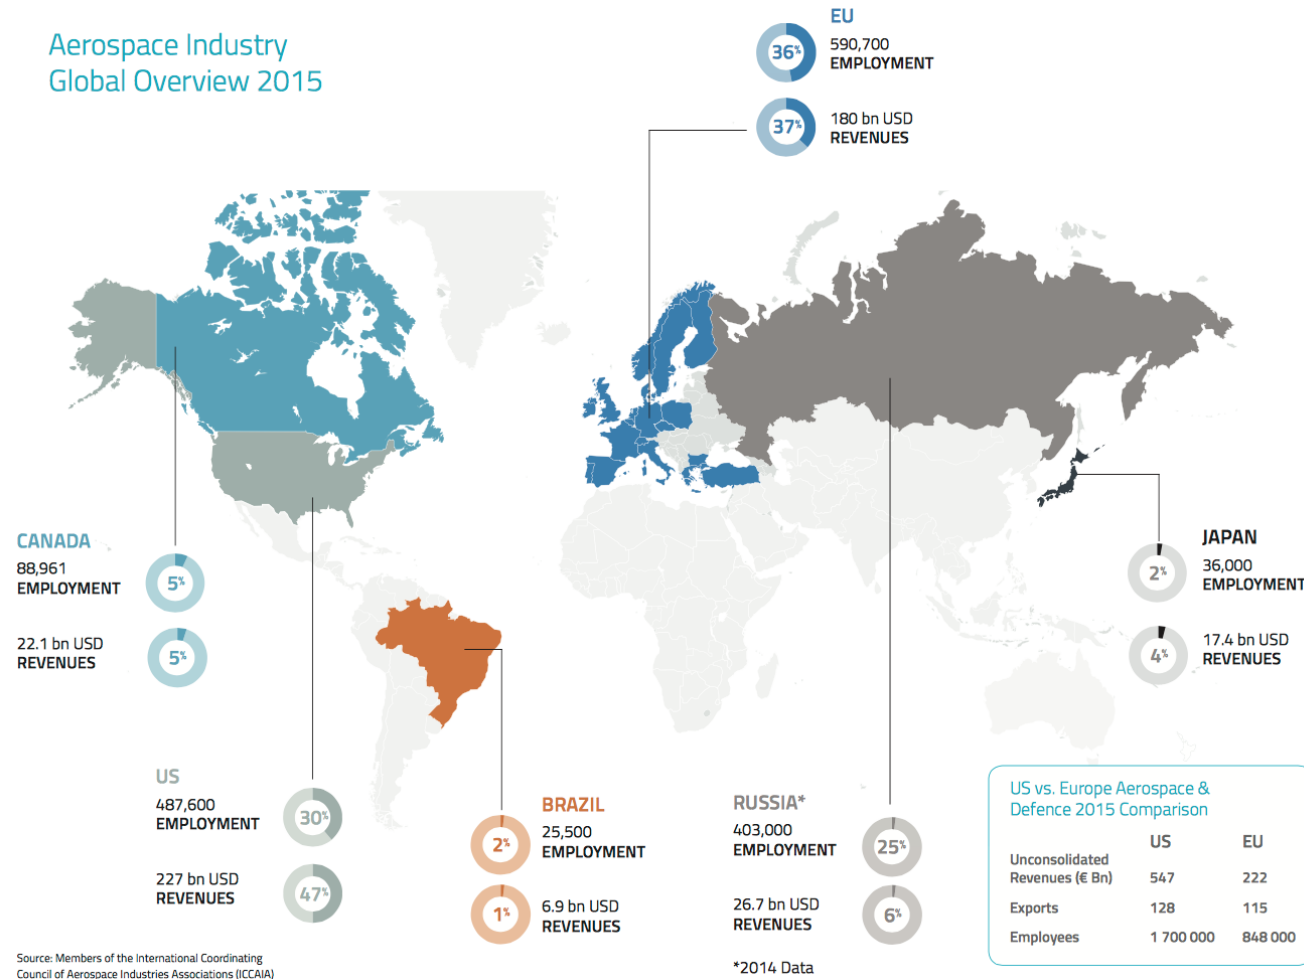 Aerospace Industry
Global Overview 2015
EU
36%
590,700
EMPLOYMENT
37%
180 bn USD
REVENUES
CANADA
88,961
EMPLOYMENT
5%
22.1 bn USD
REVENUES
5%
JAPAN
2%
36,000
EMPLOYMENT
4%
17.4 bn USD
REVENUES
US
487,600
EMPLOYMENT
30%
227 bn USD
REVENUES
47%
BRAZIL
2%
25,500
EMPLOYMENT
1%
6.9 bn USD
REVENUES
RUSSIA*
403,000
EMPLOYMENT
25%
26.7 bn USD
REVENUES
6%
*2014 Data
US vs. Europe Aerospace &
Defence 2015 Comparison
US EU
Unconsolidated
Revenues (€ Bn) 547 222
Exports 128 115
Employees 1 700 000 848 000
Source: Members of the International Coordinating
Council of Aerospace Industries Associations (ICCAIA)